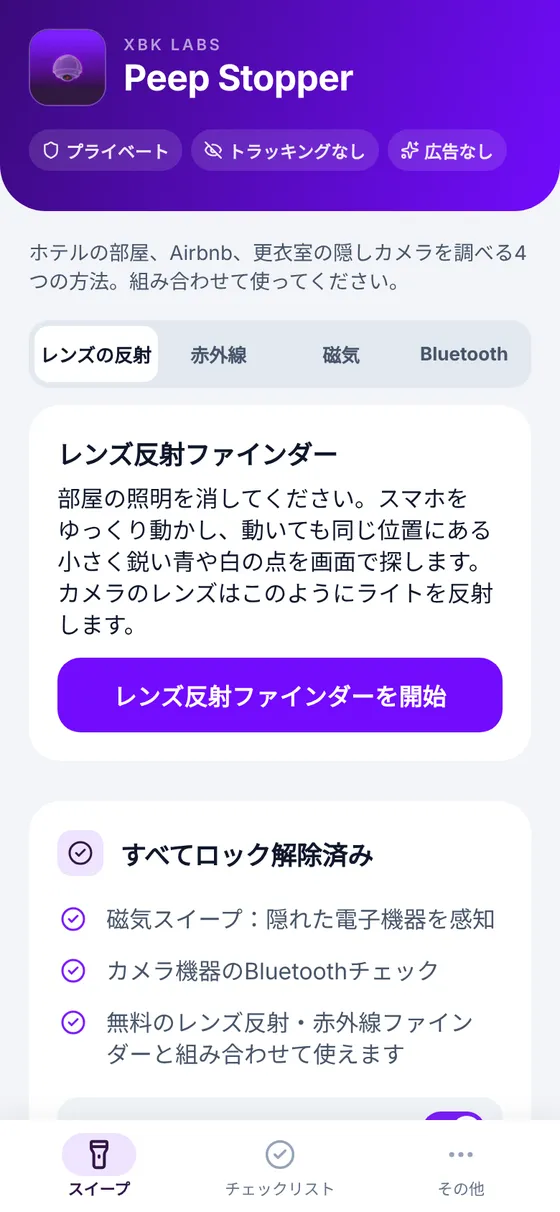 XBK LABS
Peep Stopper
プライベート
トラッキングなし
広告なし
ホテルの部屋、Airbnb、更衣室の隠しカメラを調べる4
つの方法。組み合わせて使ってください。
レンズの反射
赤外線
磁気
Bluetooth
レンズ反射ファインダー
部屋の照明を消してください。スマホを
ゆっくり動かし、動いても同じ位置にある
小さく鋭い青や白の点を画面で探します。
カメラのレンズはこのようにライトを反射
します。
レンズ反射ファインダーを開始
すべてロック解除済み
磁気スイープ：隠れた電子機器を感知
カメラ機器のBluetoothチェック
無料のレンズ反射・赤外線ファイン
ダーと組み合わせて使えます
スイープ
チェックリスト
その他